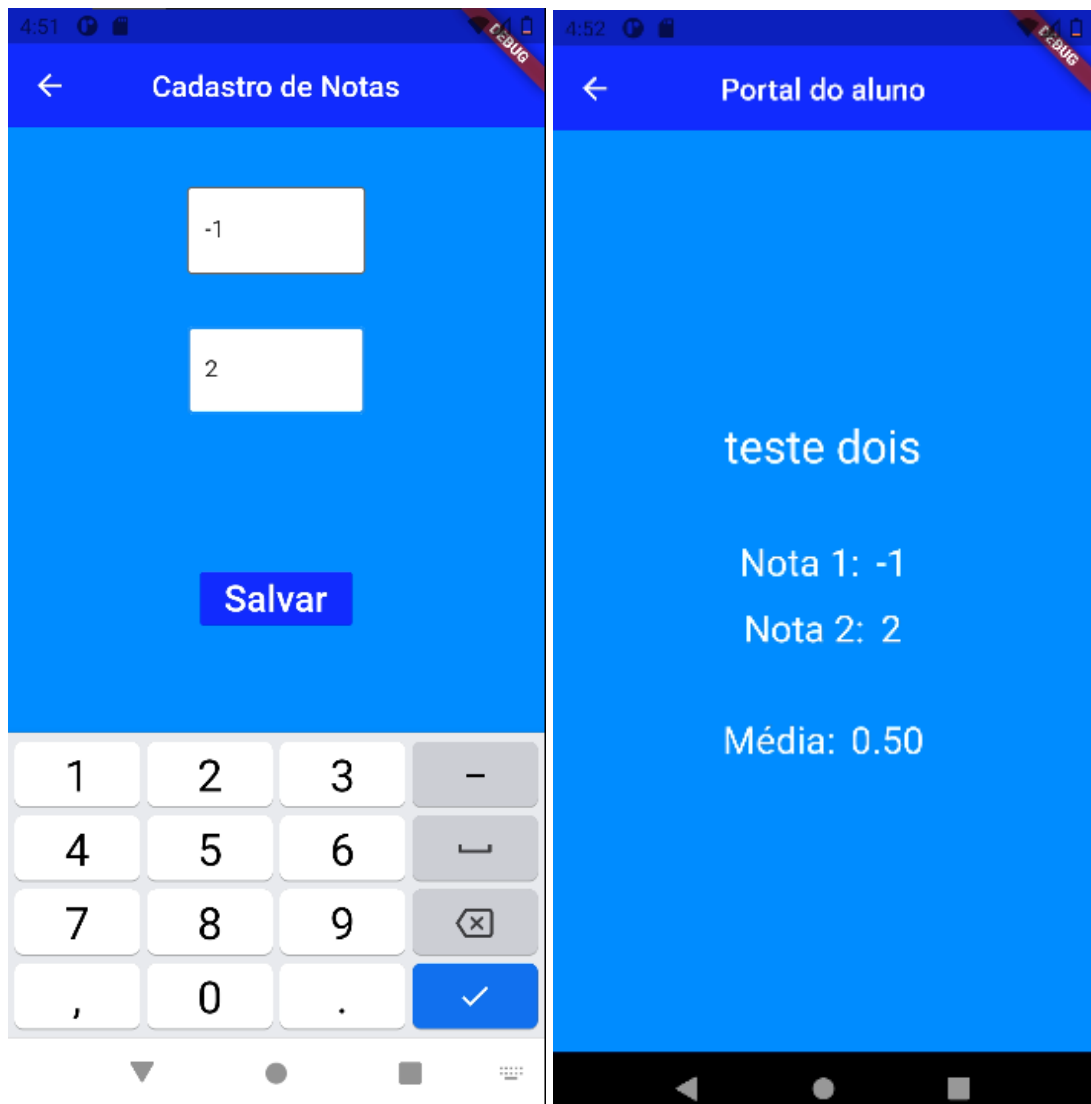 4:51
DEBUG
Cadastro de Notas
-1
2
Salvar
1 2 3 -
4 5 6
7 8 9
, 0 .
4:52
DEBUG
Portal do aluno
teste dois
Nota 1: -1
Nota 2: 2
Média: 0.50